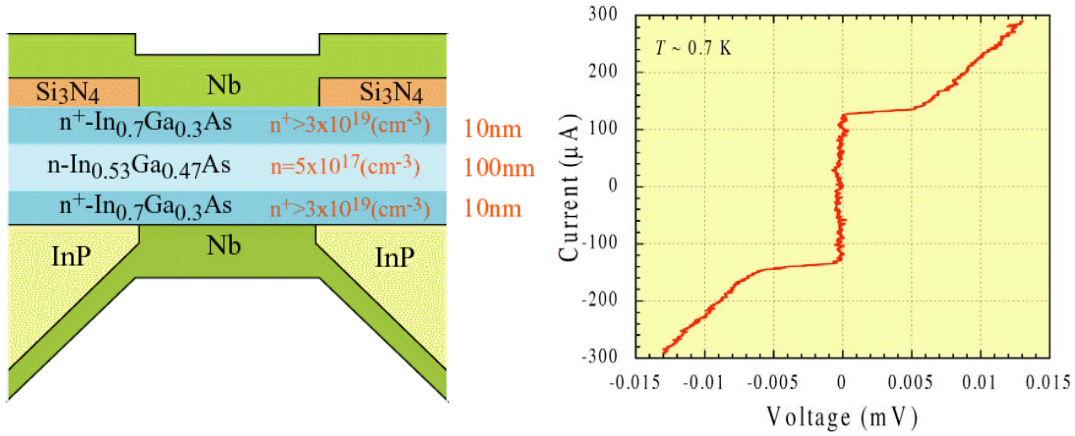 Nb
Si3N4 Si3N4
n+-In0.7Ga0.3As n+>3x10^19(cm-3) 10nm
n-In0.53Ga0.47As n=5x10^17(cm-3) 100nm
n+-In0.7Ga0.3As n+>3x10^19(cm-3) 10nm
InP Nb InP
T ~ 0.7 K
Current (μA)
300
200
100
0
-100
-200
-300
-0.015 -0.01 -0.005 0 0.005 0.01 0.015
Voltage (mV)